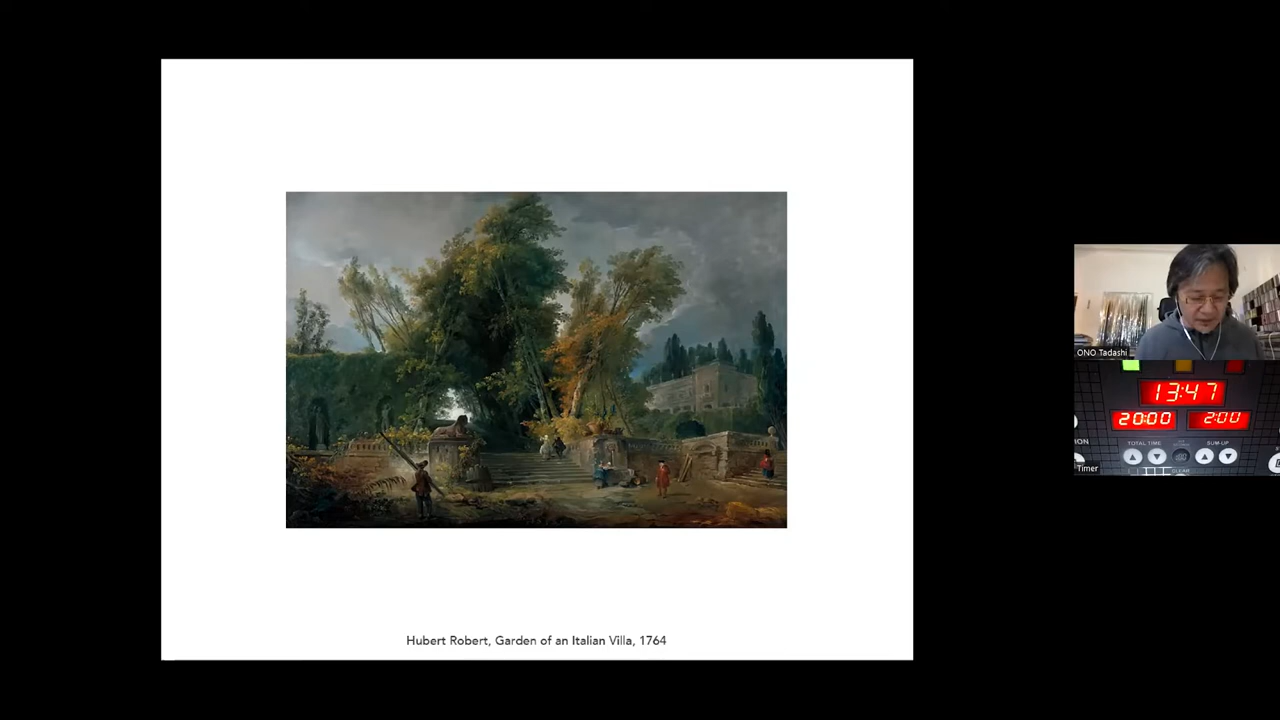 Hubert Robert, Garden of an Italian Villa, 1764
ONO Tadashi
13:47
20:00 2:00
TOTAL TIME SUM-UP
Timer
CLEAR